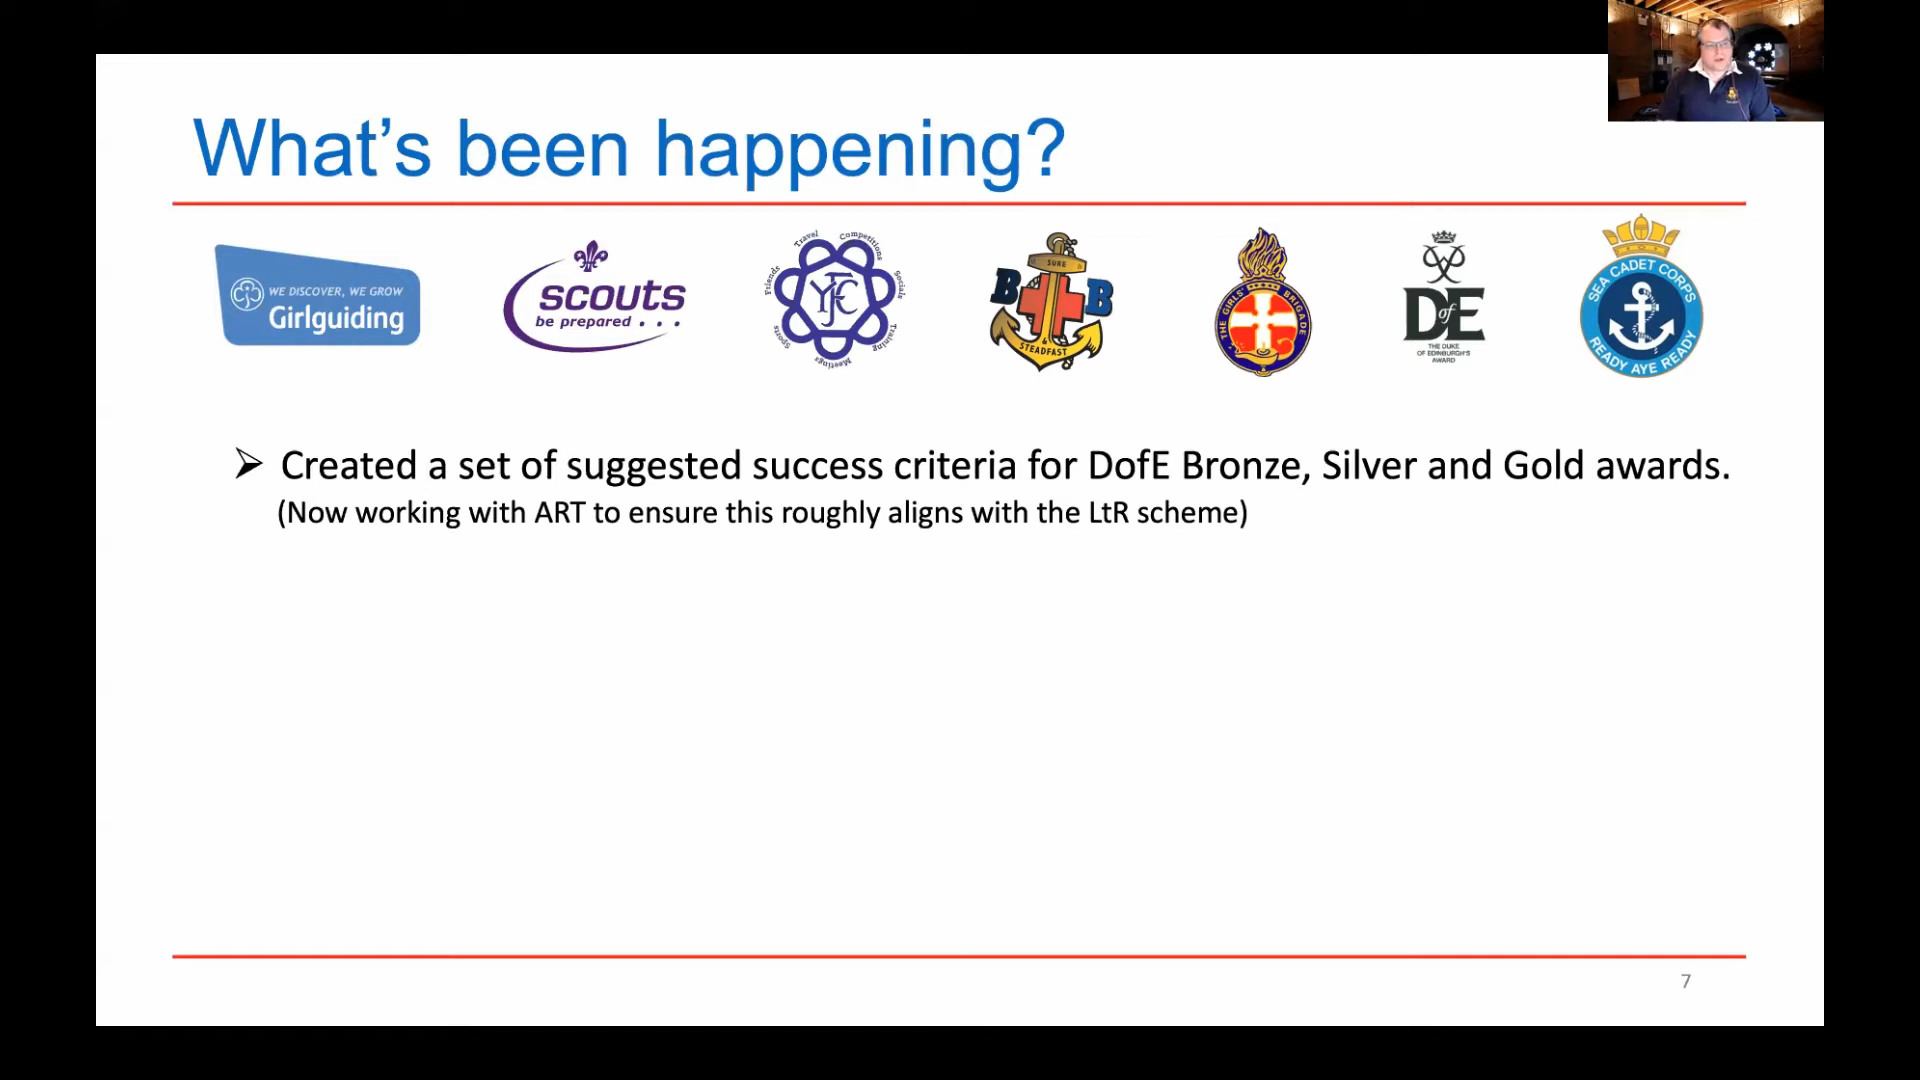 What's been happening?
WE DISCOVER, WE GROW
Girlguiding
scouts
be prepared . . .
Travel
Competitions
Socials
Training
Meetings
Sports
Friends
YFC
B B
SURE
&
STEADFAST
THE GIRLS' BRIGADE
DofE
THE DUKE
OF EDINBURGH'S
AWARD
SEA CADET CORPS
READY AYE READY
➢ Created a set of suggested success criteria for DofE Bronze, Silver and Gold awards.
(Now working with ART to ensure this roughly aligns with the LtR scheme)
7